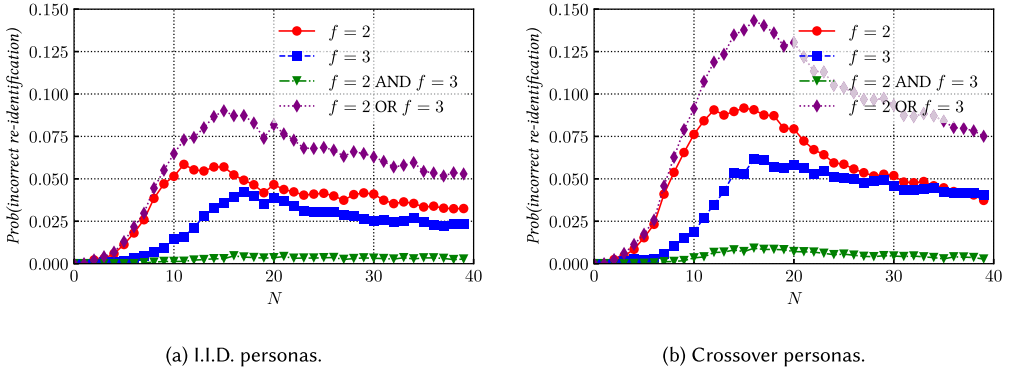 0.150
0.125
0.100
0.075
0.050
0.025
0.000
Prob(incorrect re-identification)
0
10
20
30
40
N
f = 2
f = 3
f = 2 AND f = 3
f = 2 OR f = 3
(a) I.I.D. personas.
0.150
0.125
0.100
0.075
0.050
0.025
0.000
Prob(incorrect re-identification)
0
10
20
30
40
N
f = 2
f = 3
f = 2 AND f = 3
f = 2 OR f = 3
(b) Crossover personas.